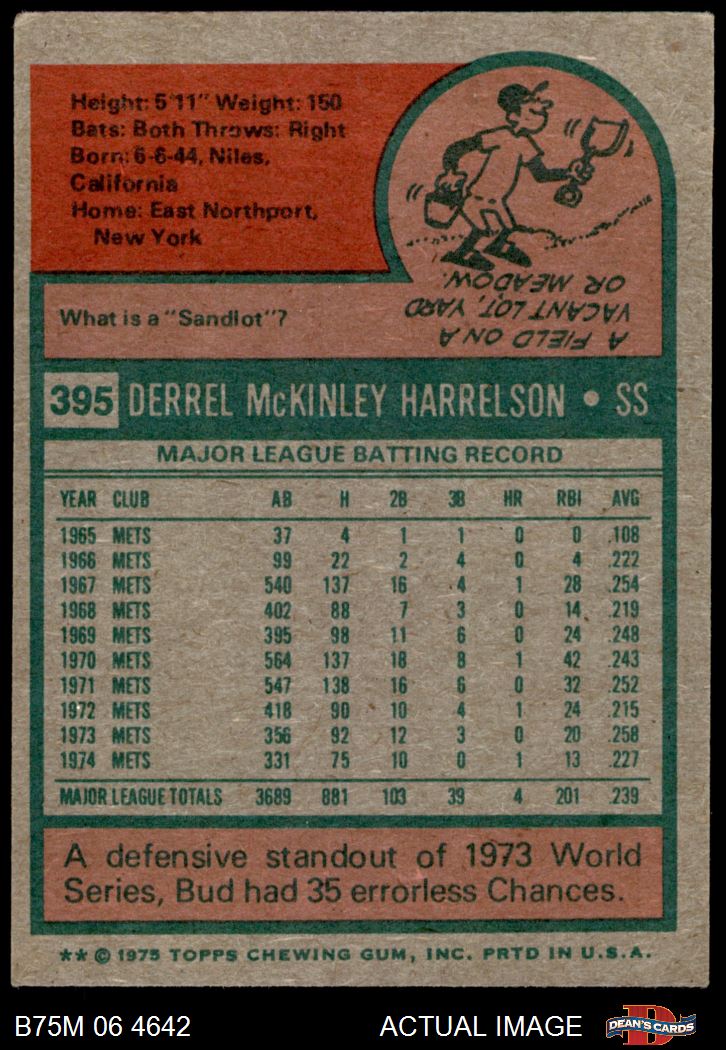 Height: 5'11" Weight: 150
Bats: Both Throws: Right
Born: 6-6-44, Niles,
California
Home: East Northport,
New York
What is a "Sandlot"?
A FIELD ON A
VACANT LOT, YARD
OR MEADOW.
395 DERREL McKINLEY HARRELSON • SS
MAJOR LEAGUE BATTING RECORD
YEAR CLUB AB H 2B 3B HR RBI AVG
1965 METS 37 4 1 1 0 0 .108
1966 METS 99 22 2 4 0 4 .222
1967 METS 540 137 16 4 1 28 .254
1968 METS 402 88 7 3 0 14 .219
1969 METS 395 98 11 6 0 24 .248
1970 METS 564 137 18 8 1 42 .243
1971 METS 547 138 16 6 0 32 .252
1972 METS 418 90 10 4 1 24 .215
1973 METS 356 92 12 3 0 20 .258
1974 METS 331 75 10 0 1 13 .227
MAJOR LEAGUE TOTALS 3689 881 103 39 4 201 .239
A defensive standout of 1973 World
Series, Bud had 35 errorless Chances.
** © 1975 TOPPS CHEWING GUM, INC. PRTD IN U.S.A.
B75M 06 4642 ACTUAL IMAGE D DEAN'S CARDS